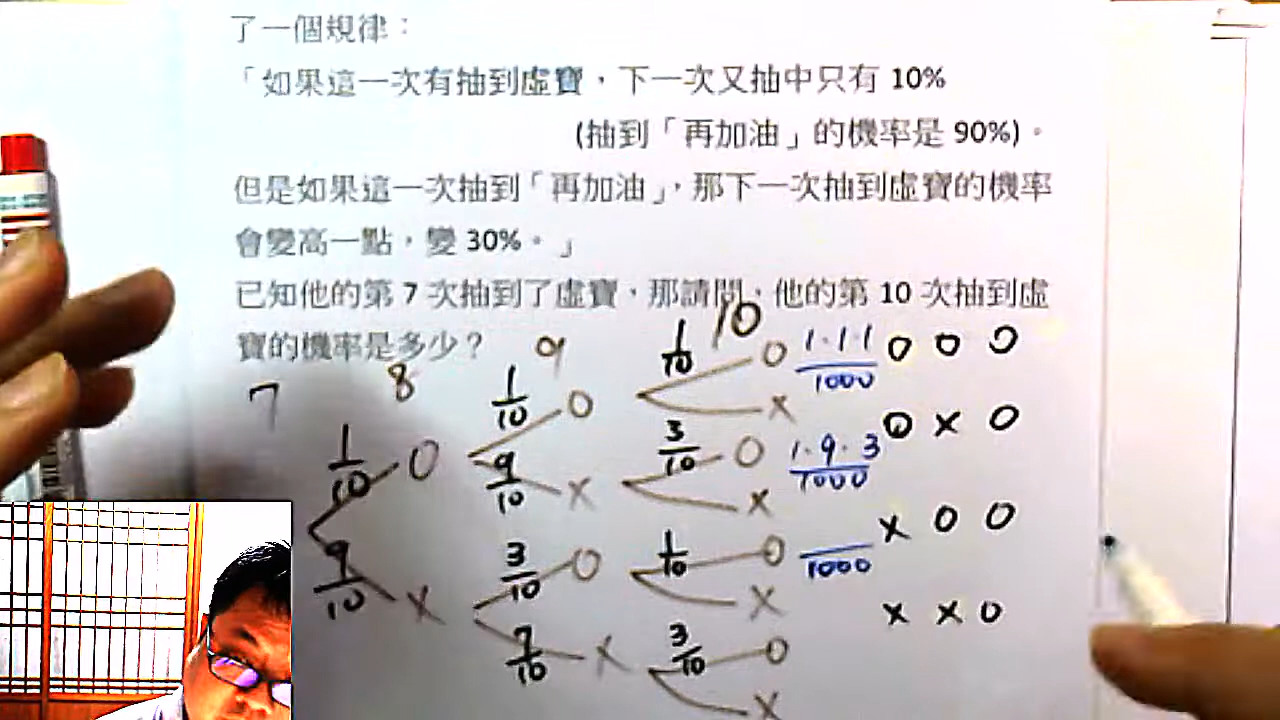 了一個規律：
「如果這一次有抽到虛寶，下一次又抽中只有 10%
(抽到「再加油」的機率是 90%)。
但是如果這一次抽到「再加油」，那下一次抽到虛寶的機率
會變高一點，變 30%。」
已知他的第 7 次抽到了虛寶，那請問，他的第 10 次抽到虛
寶的機率是多少？
7 8 9 10
1/10 O 1/10 O 1/10 O 1·1·1/1000 O O O
X
9/10 X 3/10 O 1·9·3/1000 O X O
X
9/10 X 3/10 O 1/10 O /1000 X O O
X
X X O
7/10 X 3/10 O
X